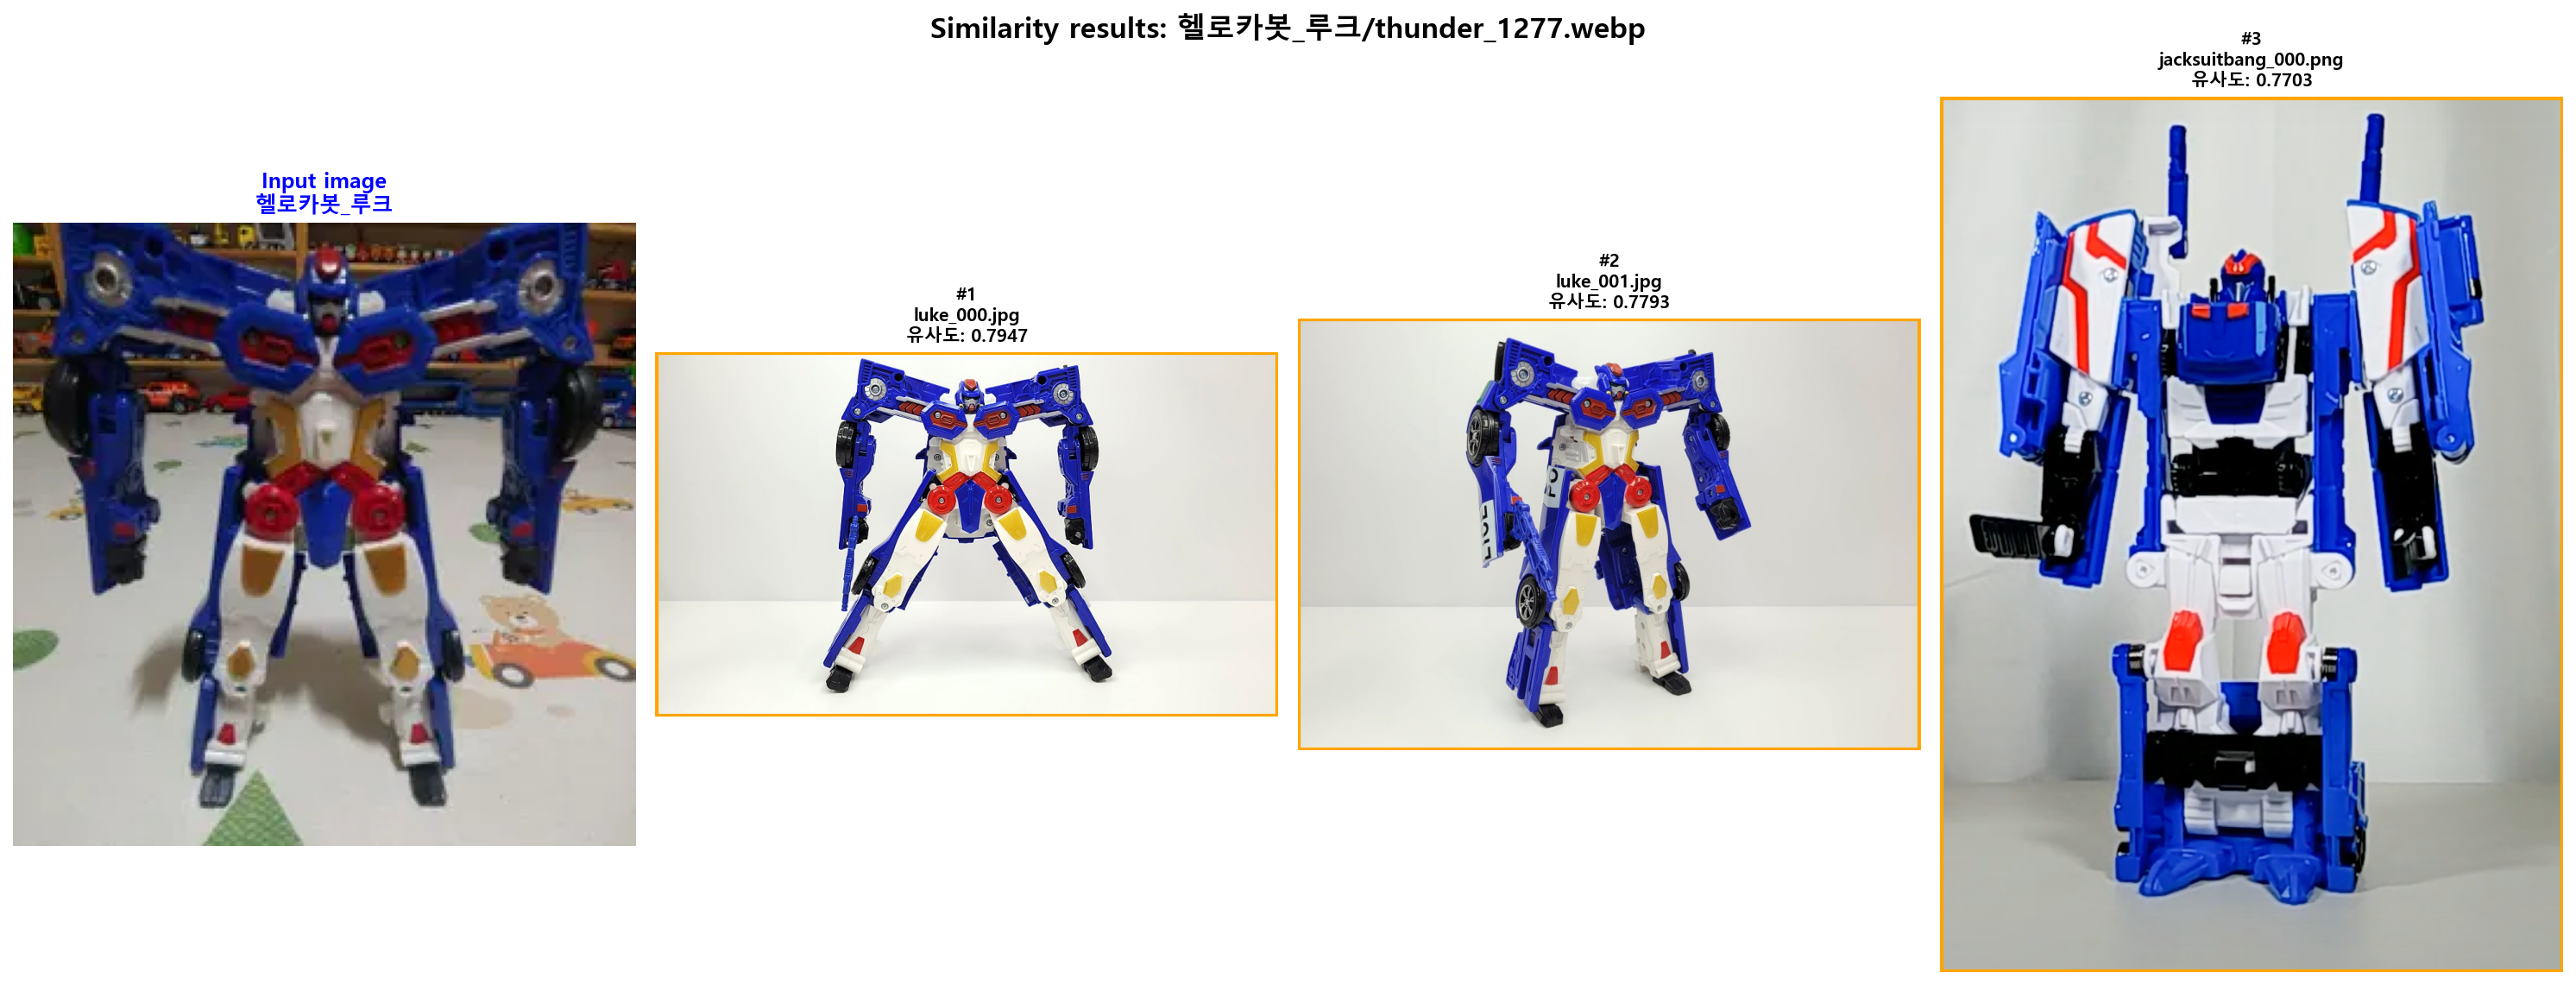 Similarity results: 헬로카봇_루크/thunder_1277.webp
Input image
헬로카봇_루크
#1
luke_000.jpg
유사도: 0.7947
#2
luke_001.jpg
유사도: 0.7793
#3
jacksuitbang_000.png
유사도: 0.7703